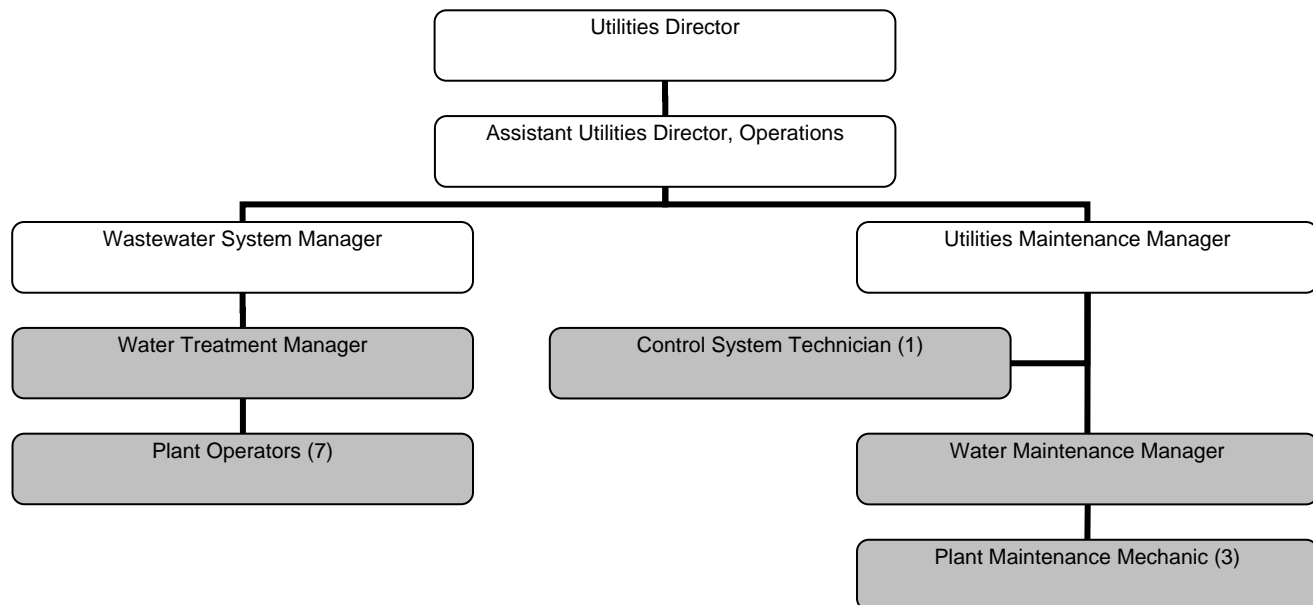 Utilities Director
Assistant Utilities Director, Operations
Wastewater System Manager
Utilities Maintenance Manager
Water Treatment Manager
Control System Technician (1)
Plant Operators (7)
Water Maintenance Manager
Plant Maintenance Mechanic (3)